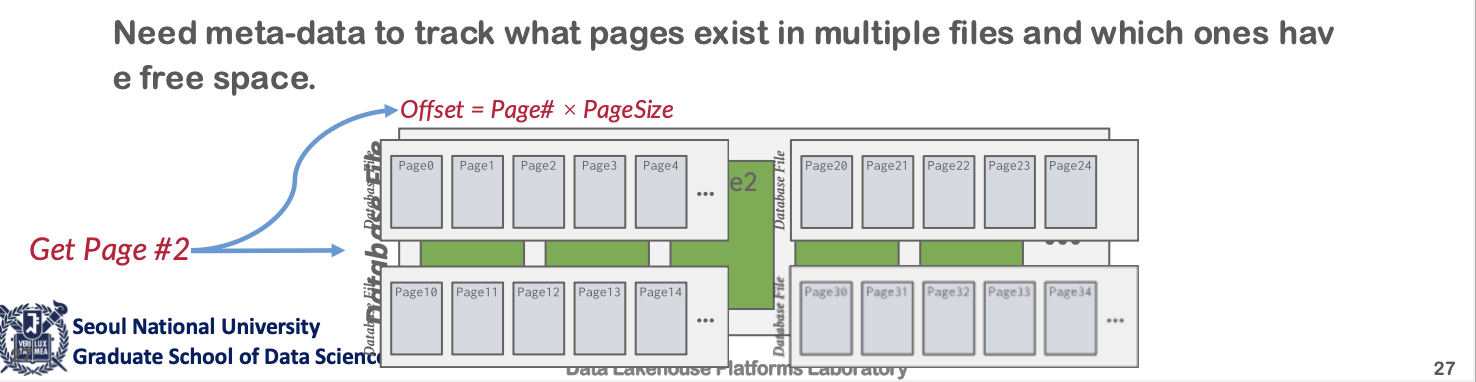 Need meta-data to track what pages exist in multiple files and which ones hav
e free space.
Offset = Page# × PageSize
Get Page #2
Database File
Database File
Page0 Page1 Page2 Page3 Page4 ...
e2
Database File
Page20 Page21 Page22 Page23 Page24
Database File
Page10 Page11 Page12 Page13 Page14 ...
Database File
Page30 Page31 Page32 Page33 Page34 ...
VERI LUX
TAS MEA
Seoul National University
Graduate School of Data Science
Data Lakehouse Platforms Laboratory
27